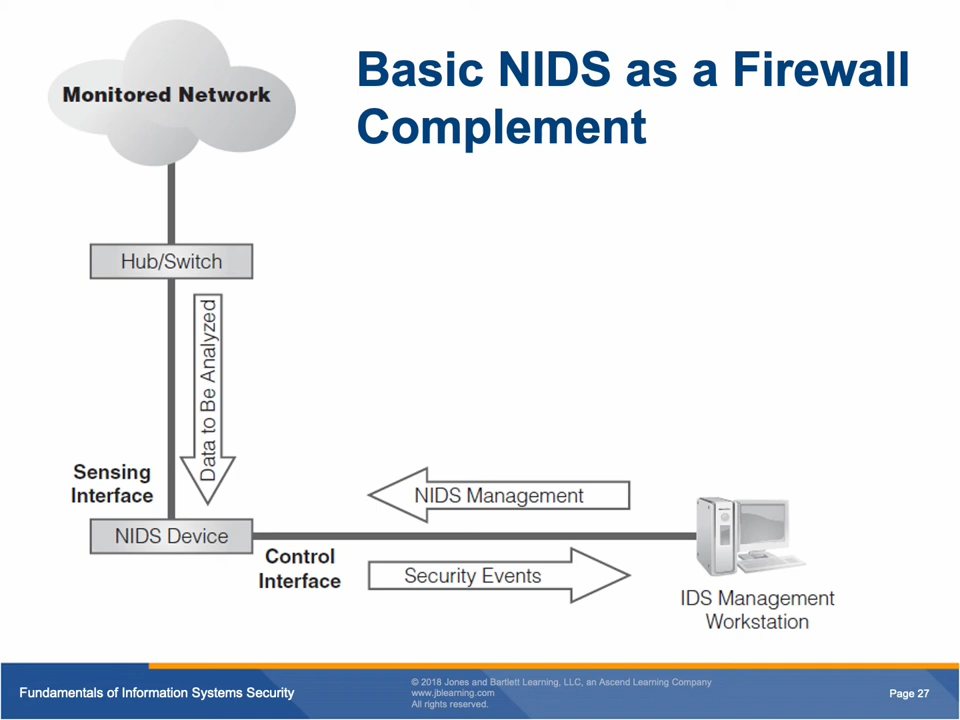 Basic NIDS as a Firewall
Complement
Monitored Network
Hub/Switch
Data to Be Analyzed
Sensing
Interface
NIDS Management
NIDS Device
Control
Interface
Security Events
IDS Management
Workstation
Fundamentals of Information Systems Security
© 2018 Jones and Bartlett Learning, LLC, an Ascend Learning Company
www.jblearning.com
All rights reserved.
Page 27